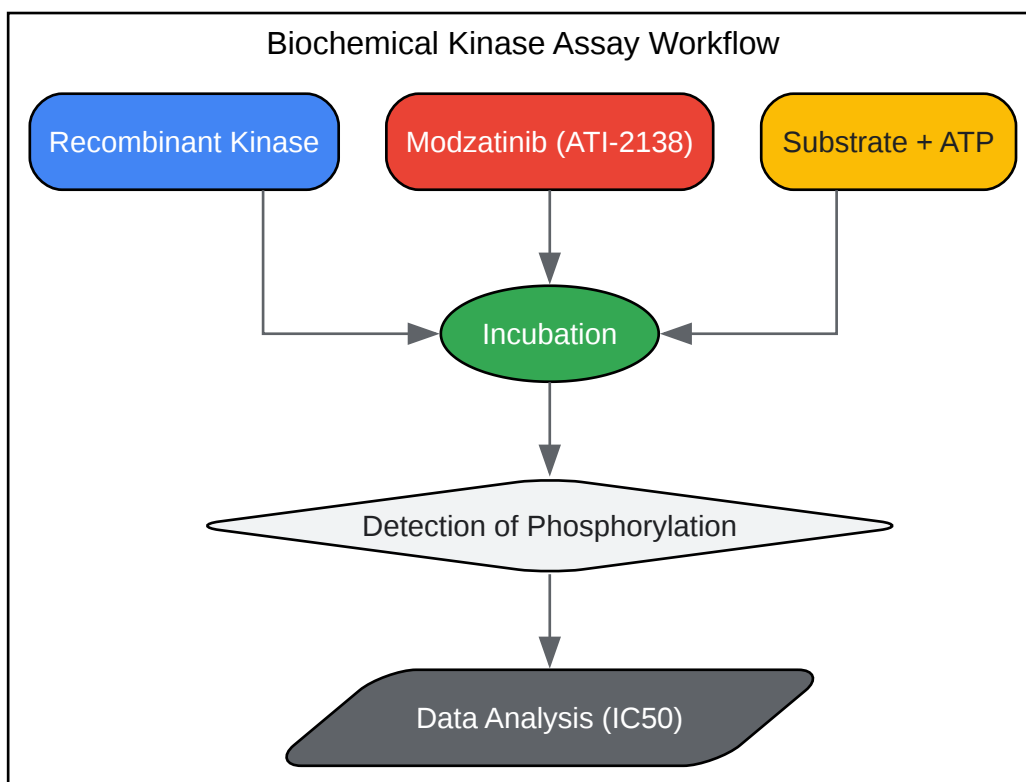 Biochemical Kinase Assay Workflow
Recombinant Kinase
Modzatinib (ATI-2138)
Substrate + ATP
Incubation
Detection of Phosphorylation
Data Analysis (IC50)